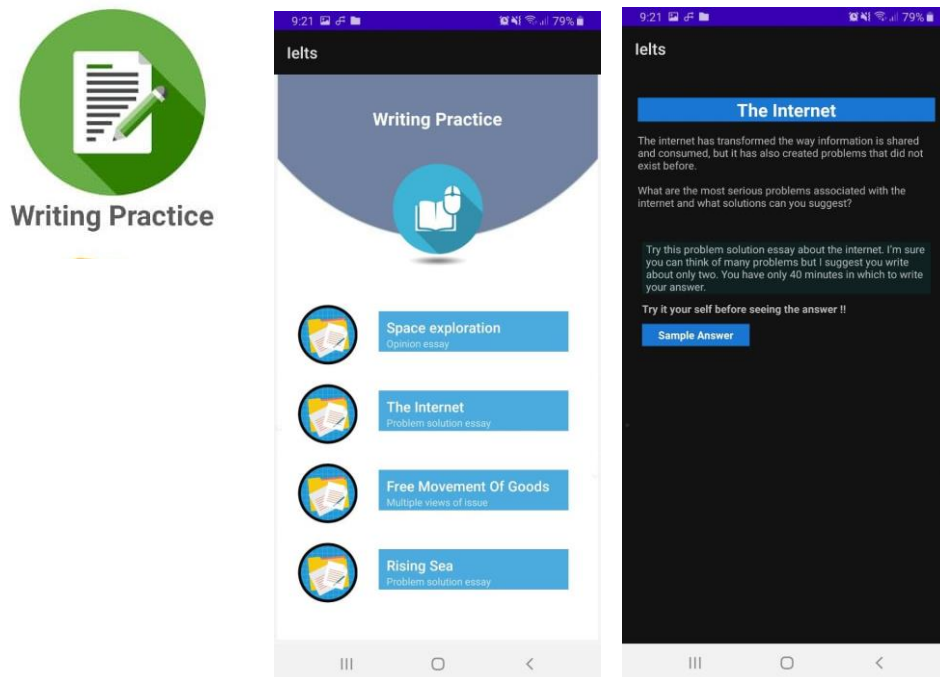 Writing Practice
9:21 79%
Ielts
Writing Practice
Space exploration
Opinion essay
The Internet
Problem solution essay
Free Movement Of Goods
Multiple views of issue
Rising Sea
Problem solution essay
9:21 79%
Ielts
The Internet
The internet has transformed the way information is shared
and consumed, but it has also created problems that did not
exist before.
What are the most serious problems associated with the
internet and what solutions can you suggest?
Try this problem solution essay about the internet. I'm sure
you can think of many problems but I suggest you write
about only two. You have only 40 minutes in which to write
your answer.
Try it your self before seeing the answer !!
Sample Answer